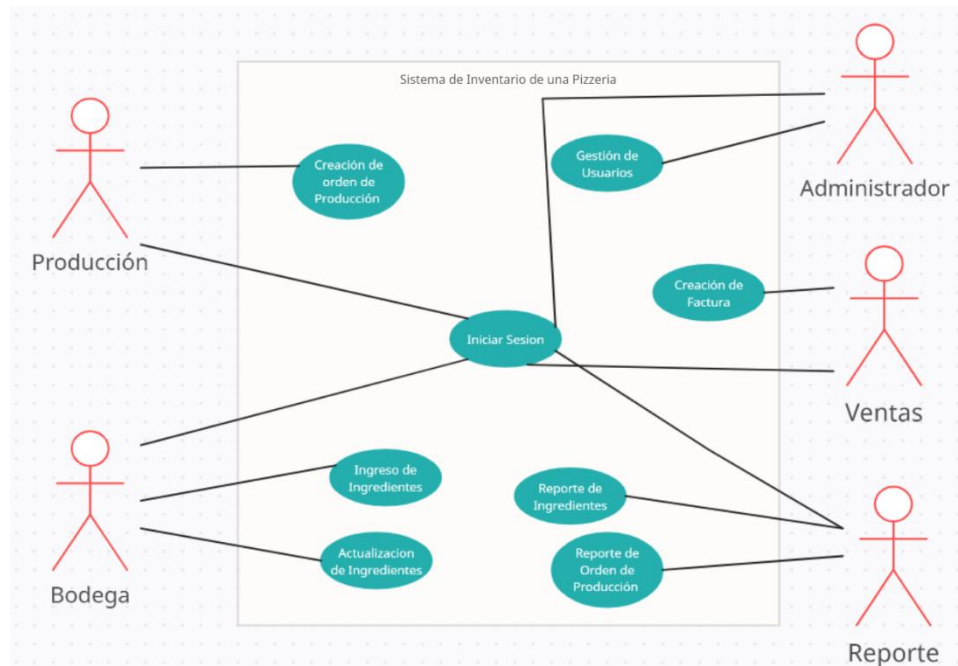 Sistema de Inventario de una Pizzeria
Administrador
Producción
Creación de
orden de
Producción
Gestión de
Usuarios
Creación de
Factura
Ventas
Iniciar Sesion
Bodega
Ingreso de
Ingredientes
Actualizacion
de Ingredientes
Reporte de
Ingredientes
Reporte de
Orden de
Producción
Reporte